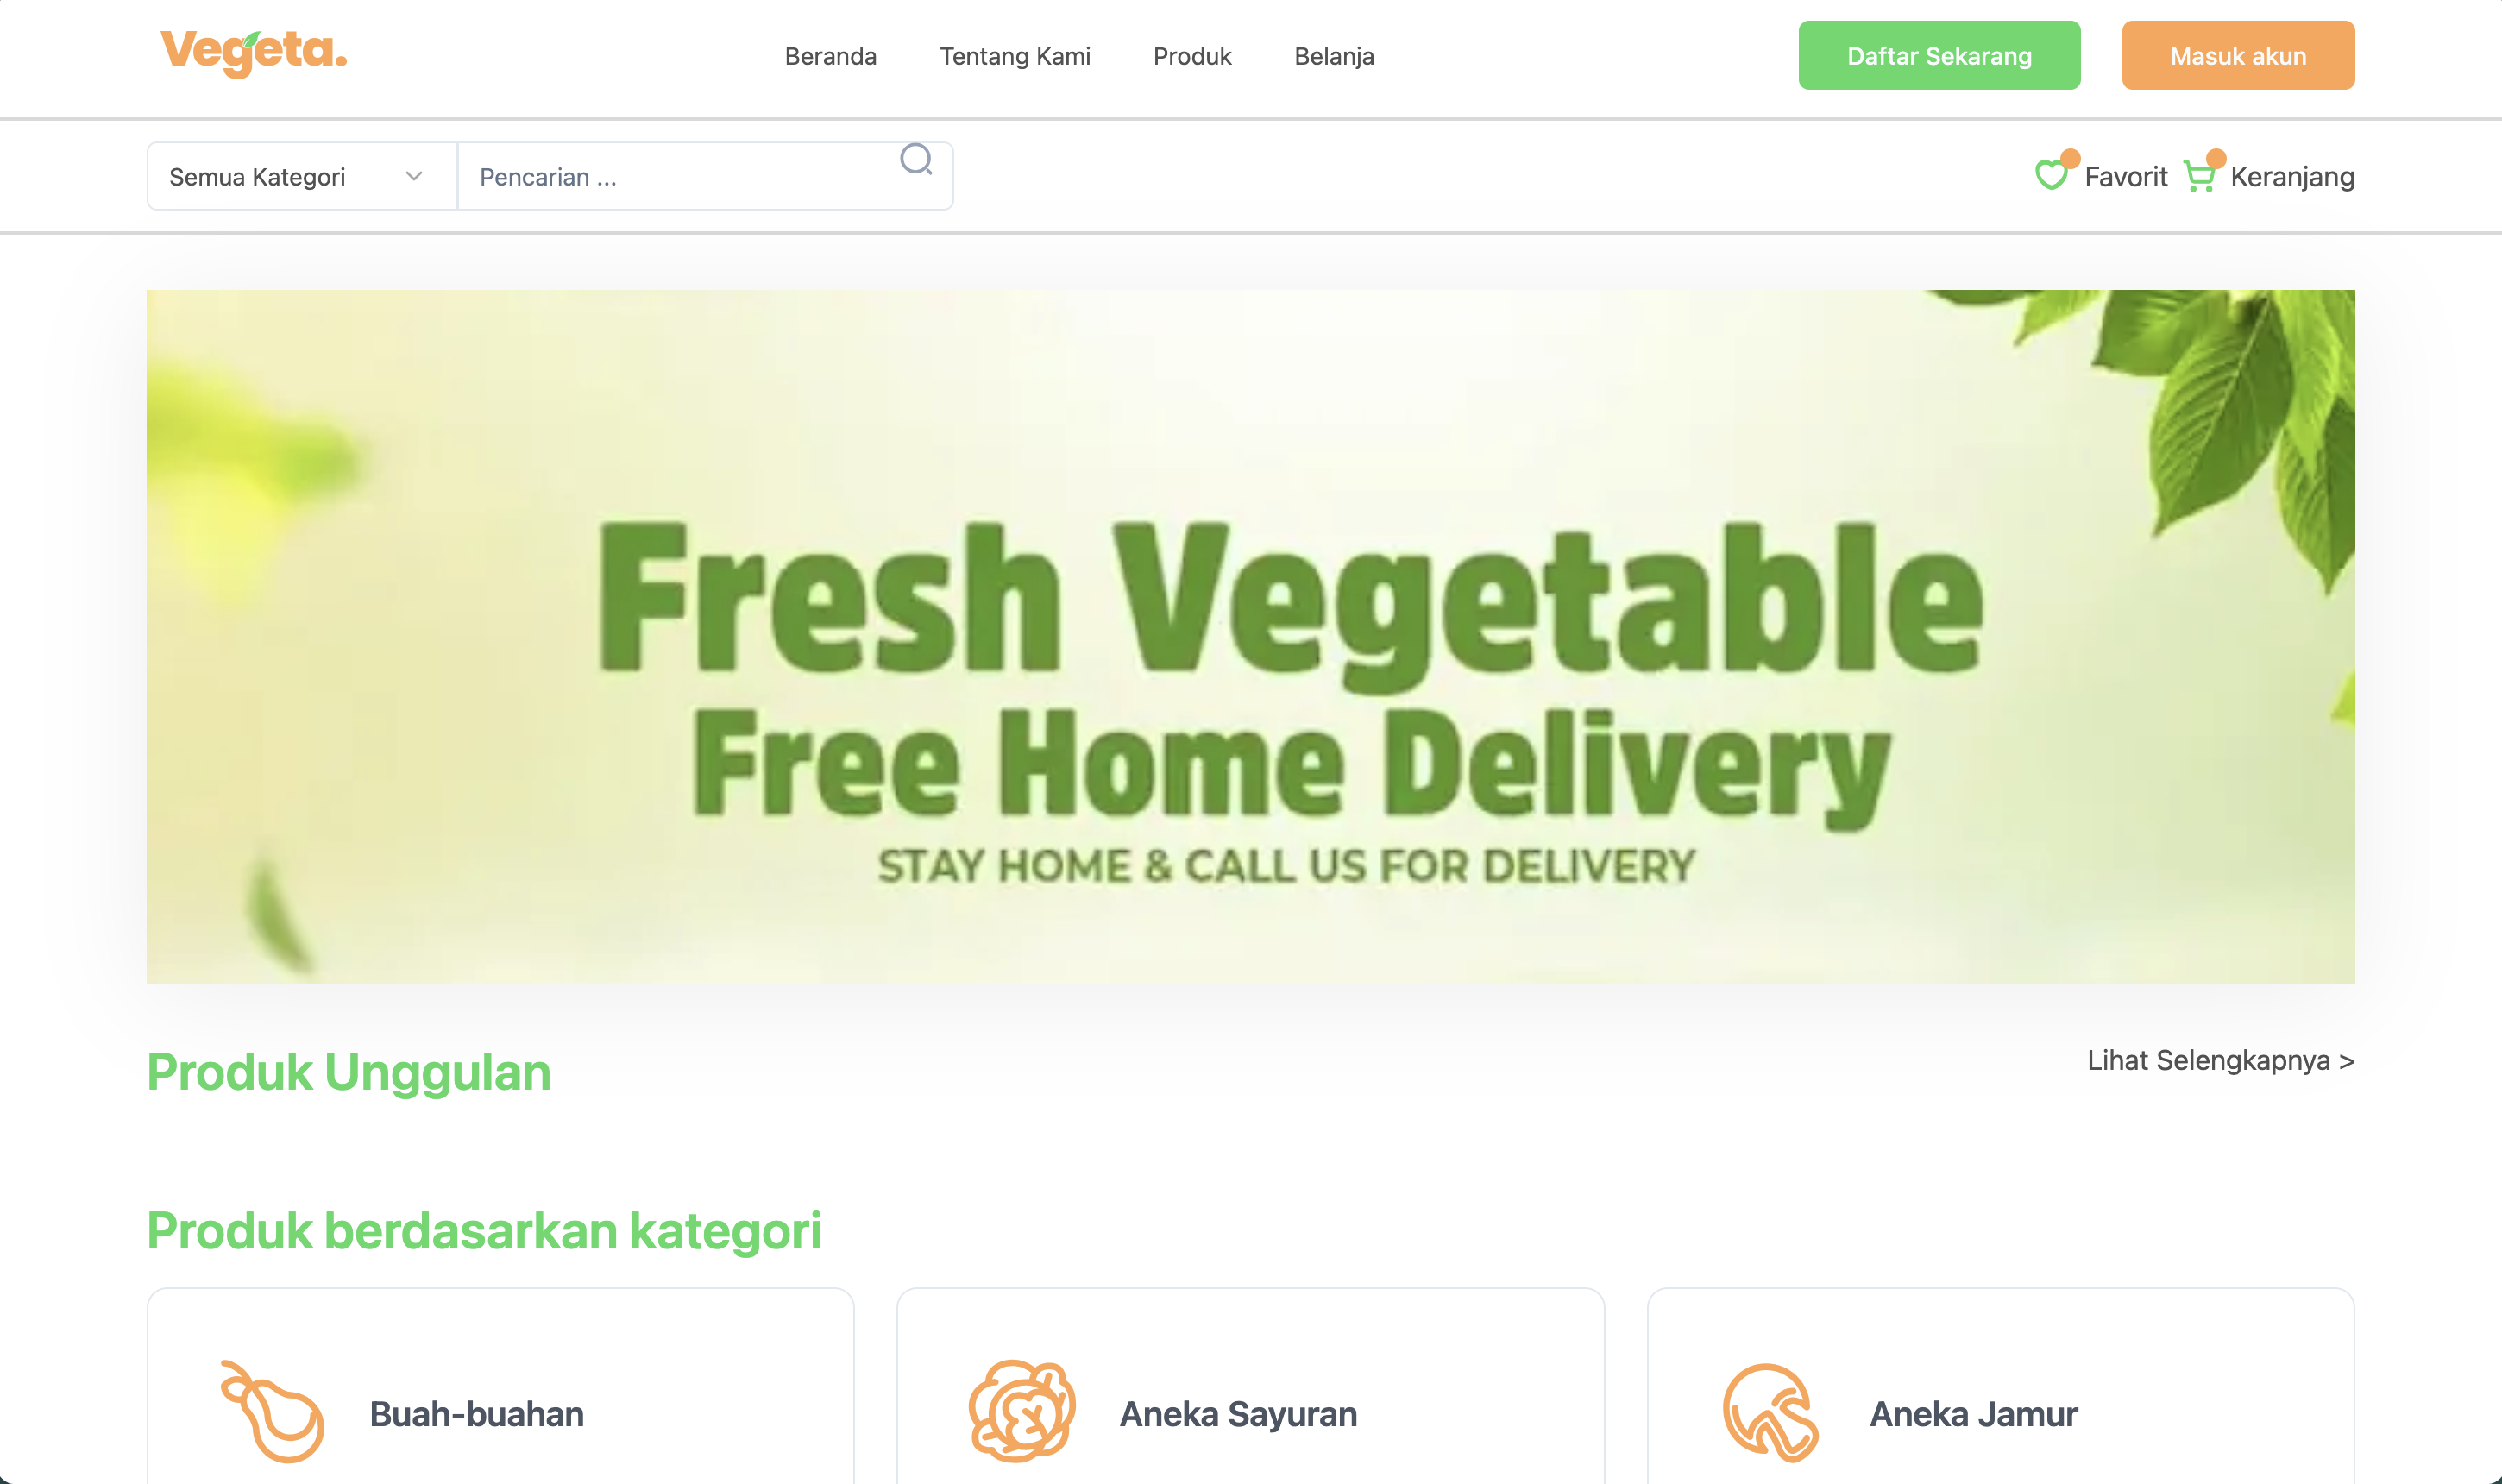 Vegeta.
Beranda Tentang Kami Produk Belanja
Daftar Sekarang
Masuk akun
Semua Kategori
Pencarian ...
Favorit
Keranjang
Fresh Vegetable
Free Home Delivery
STAY HOME & CALL US FOR DELIVERY
Produk Unggulan
Lihat Selengkapnya >
Produk berdasarkan kategori
Buah-buahan
Aneka Sayuran
Aneka Jamur